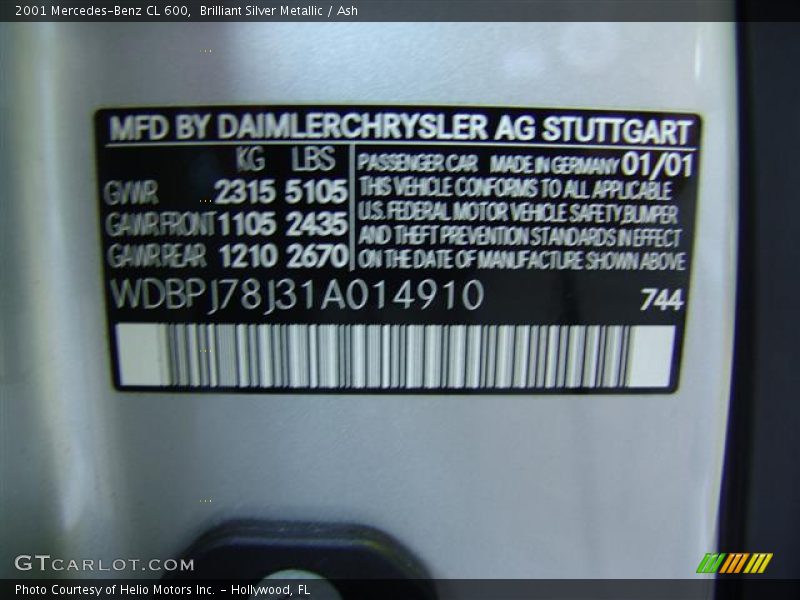 2001 Mercedes-Benz CL 600, Brilliant Silver Metallic / Ash
MFD BY DAIMLERCHRYSLER AG STUTTGART
KG LBS
GVWR 2315 5105
GAWR FRONT 1105 2435
GAWR REAR 1210 2670
PASSENGER CAR MADE IN GERMANY 01/01
THIS VEHICLE CONFORMS TO ALL APPLICABLE
U.S. FEDERAL MOTOR VEHICLE SAFETY, BUMPER
AND THEFT PREVENTION STANDARDS IN EFFECT
ON THE DATE OF MANUFACTURE SHOWN ABOVE
WDBPJ78J31A014910 744
GTCARLOT.COM
Photo Courtesy of Helio Motors Inc. - Hollywood, FL